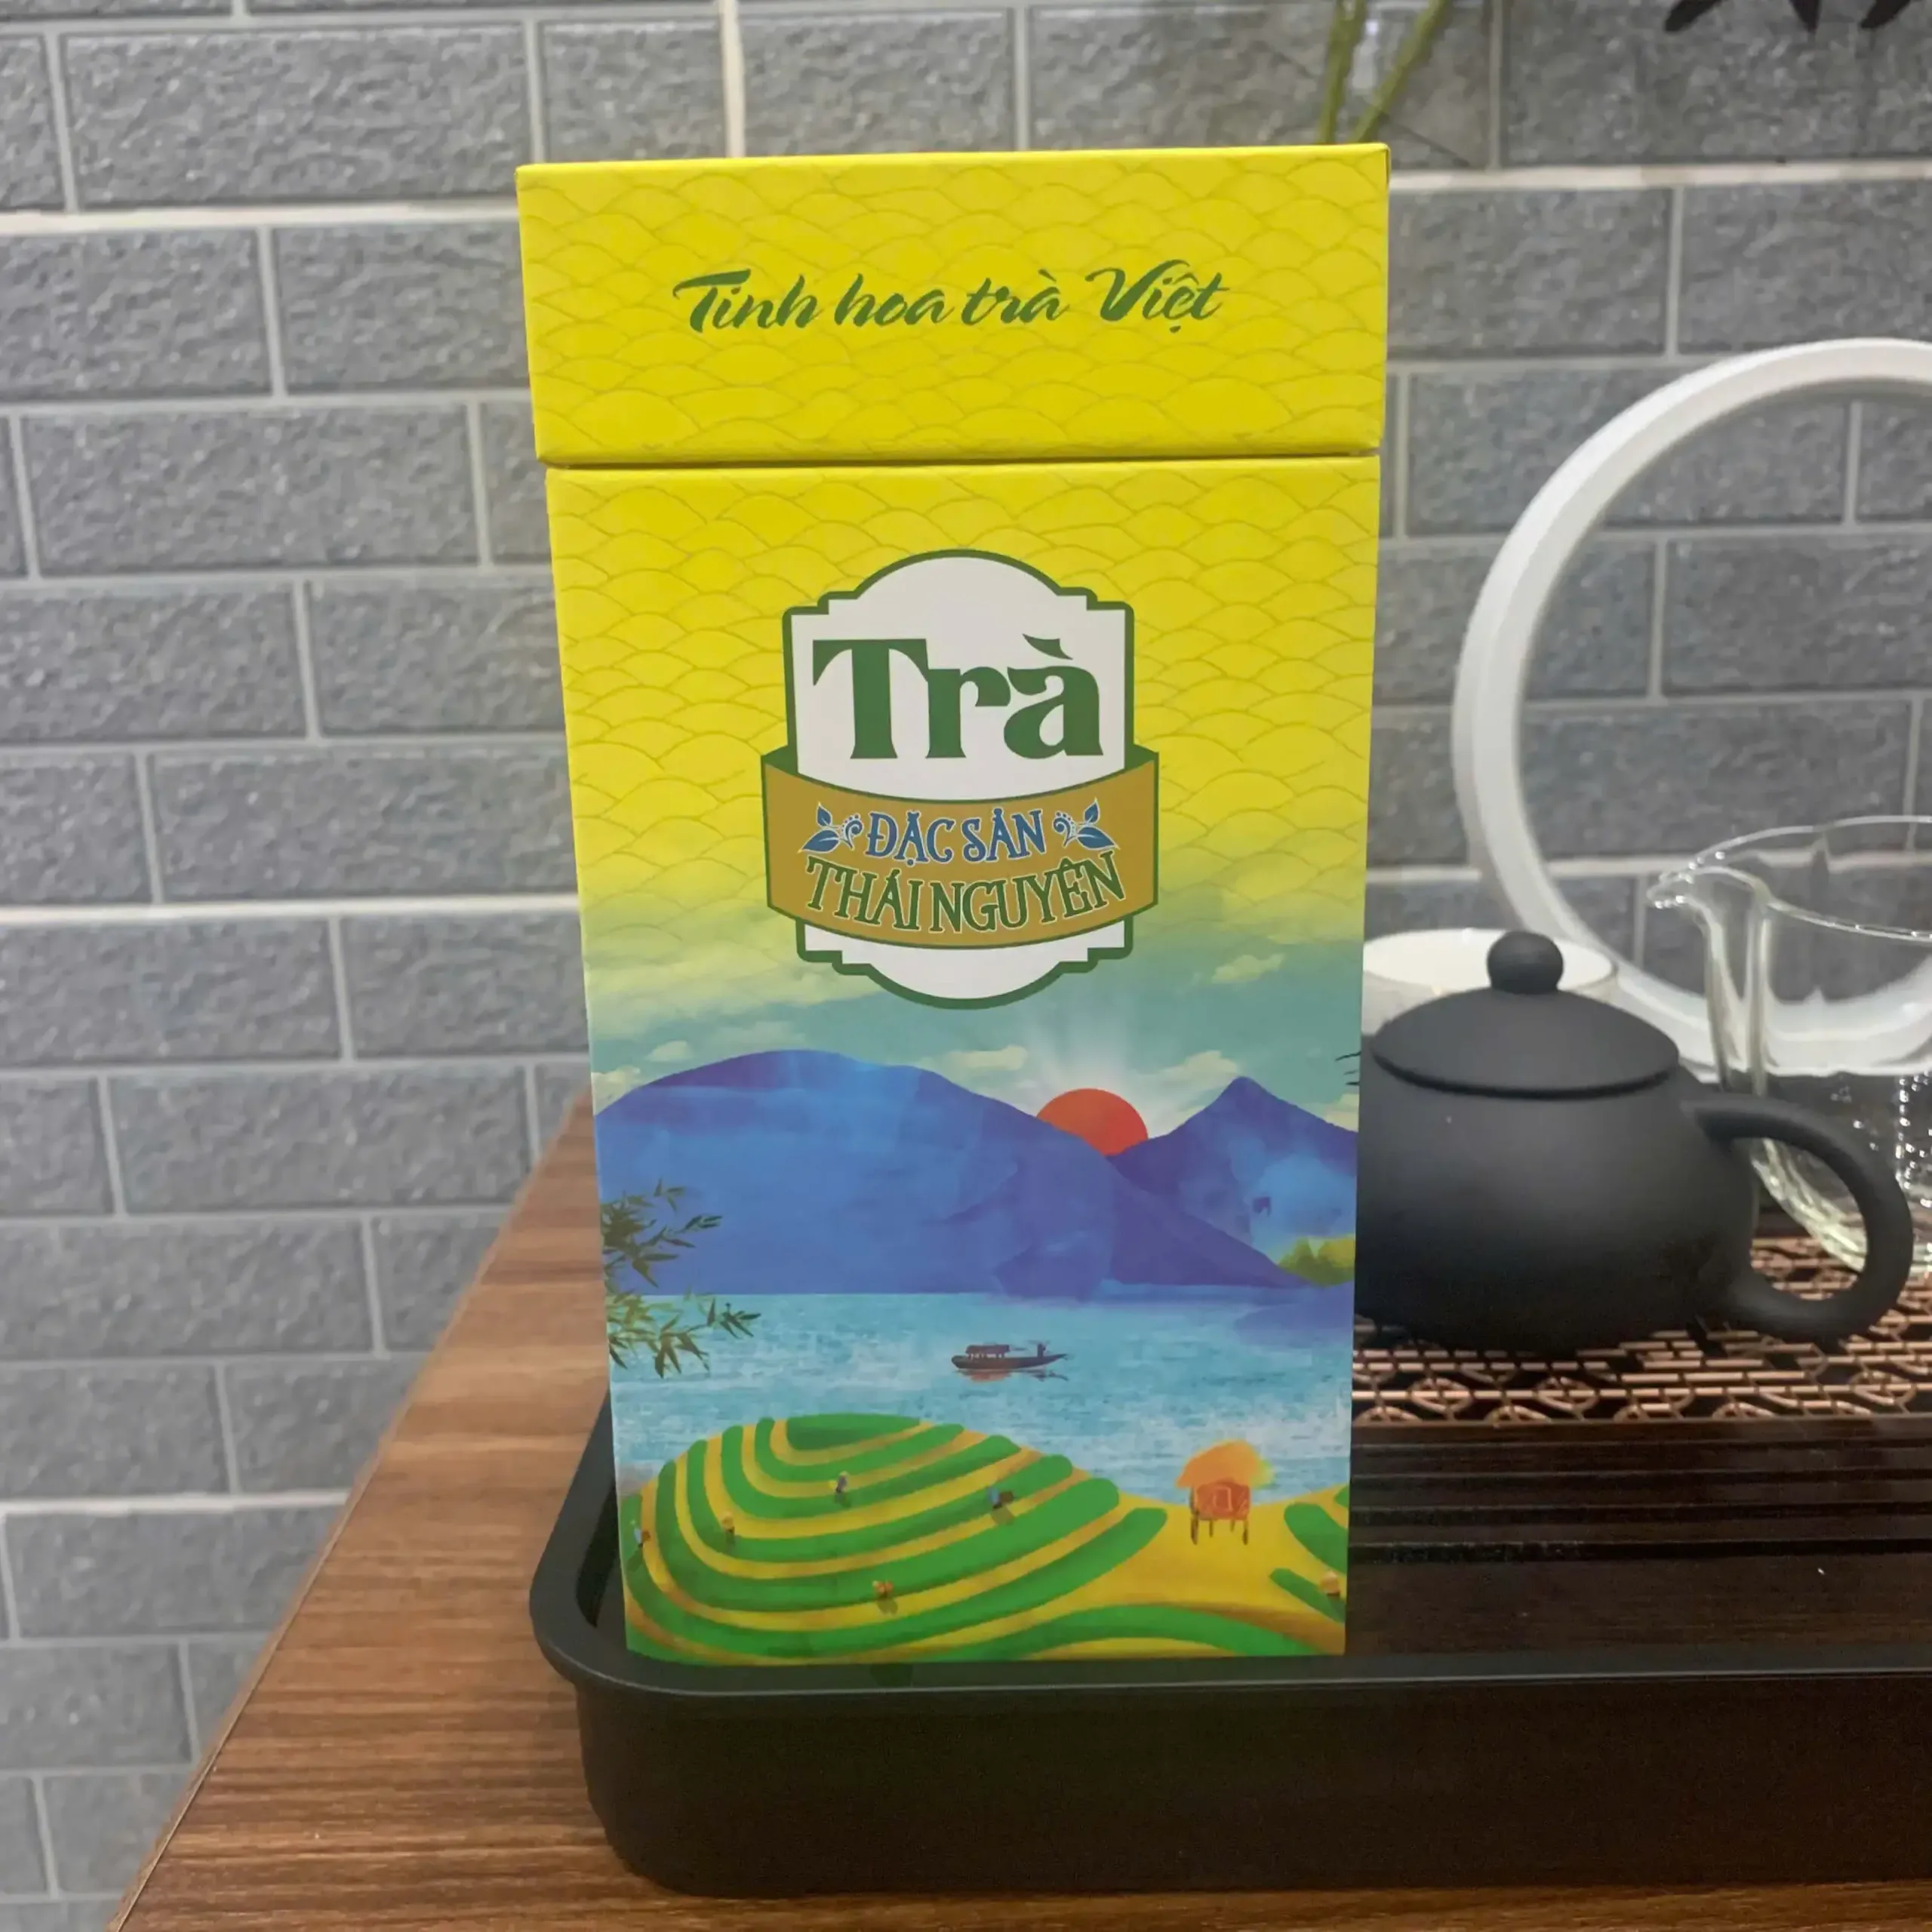 Tinh hoa trà Việt
Trà
ĐẶC SẢN
THÁI NGUYÊN